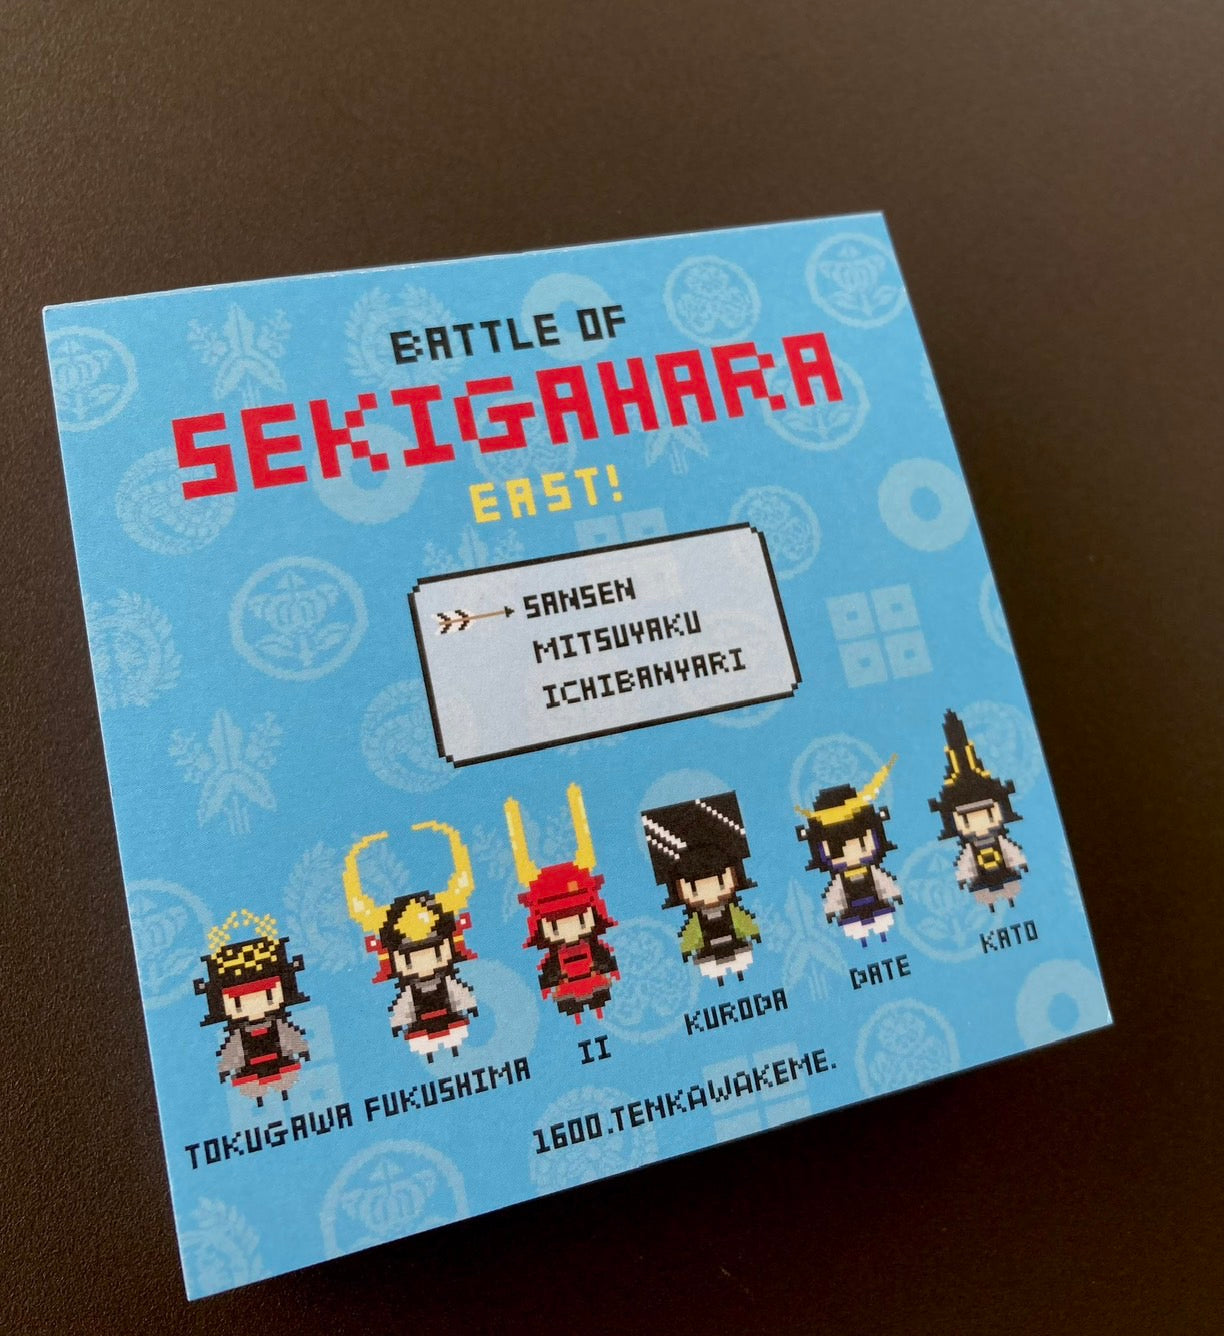 BATTLE OF
SEKIGAHARA
EAST!
SANSEN
MITSUYAKU
ICHIBANYARI
TOKUGAWA FUKUSHIMA II KURODA DATE KATO
1600.TENKAWAKEME.